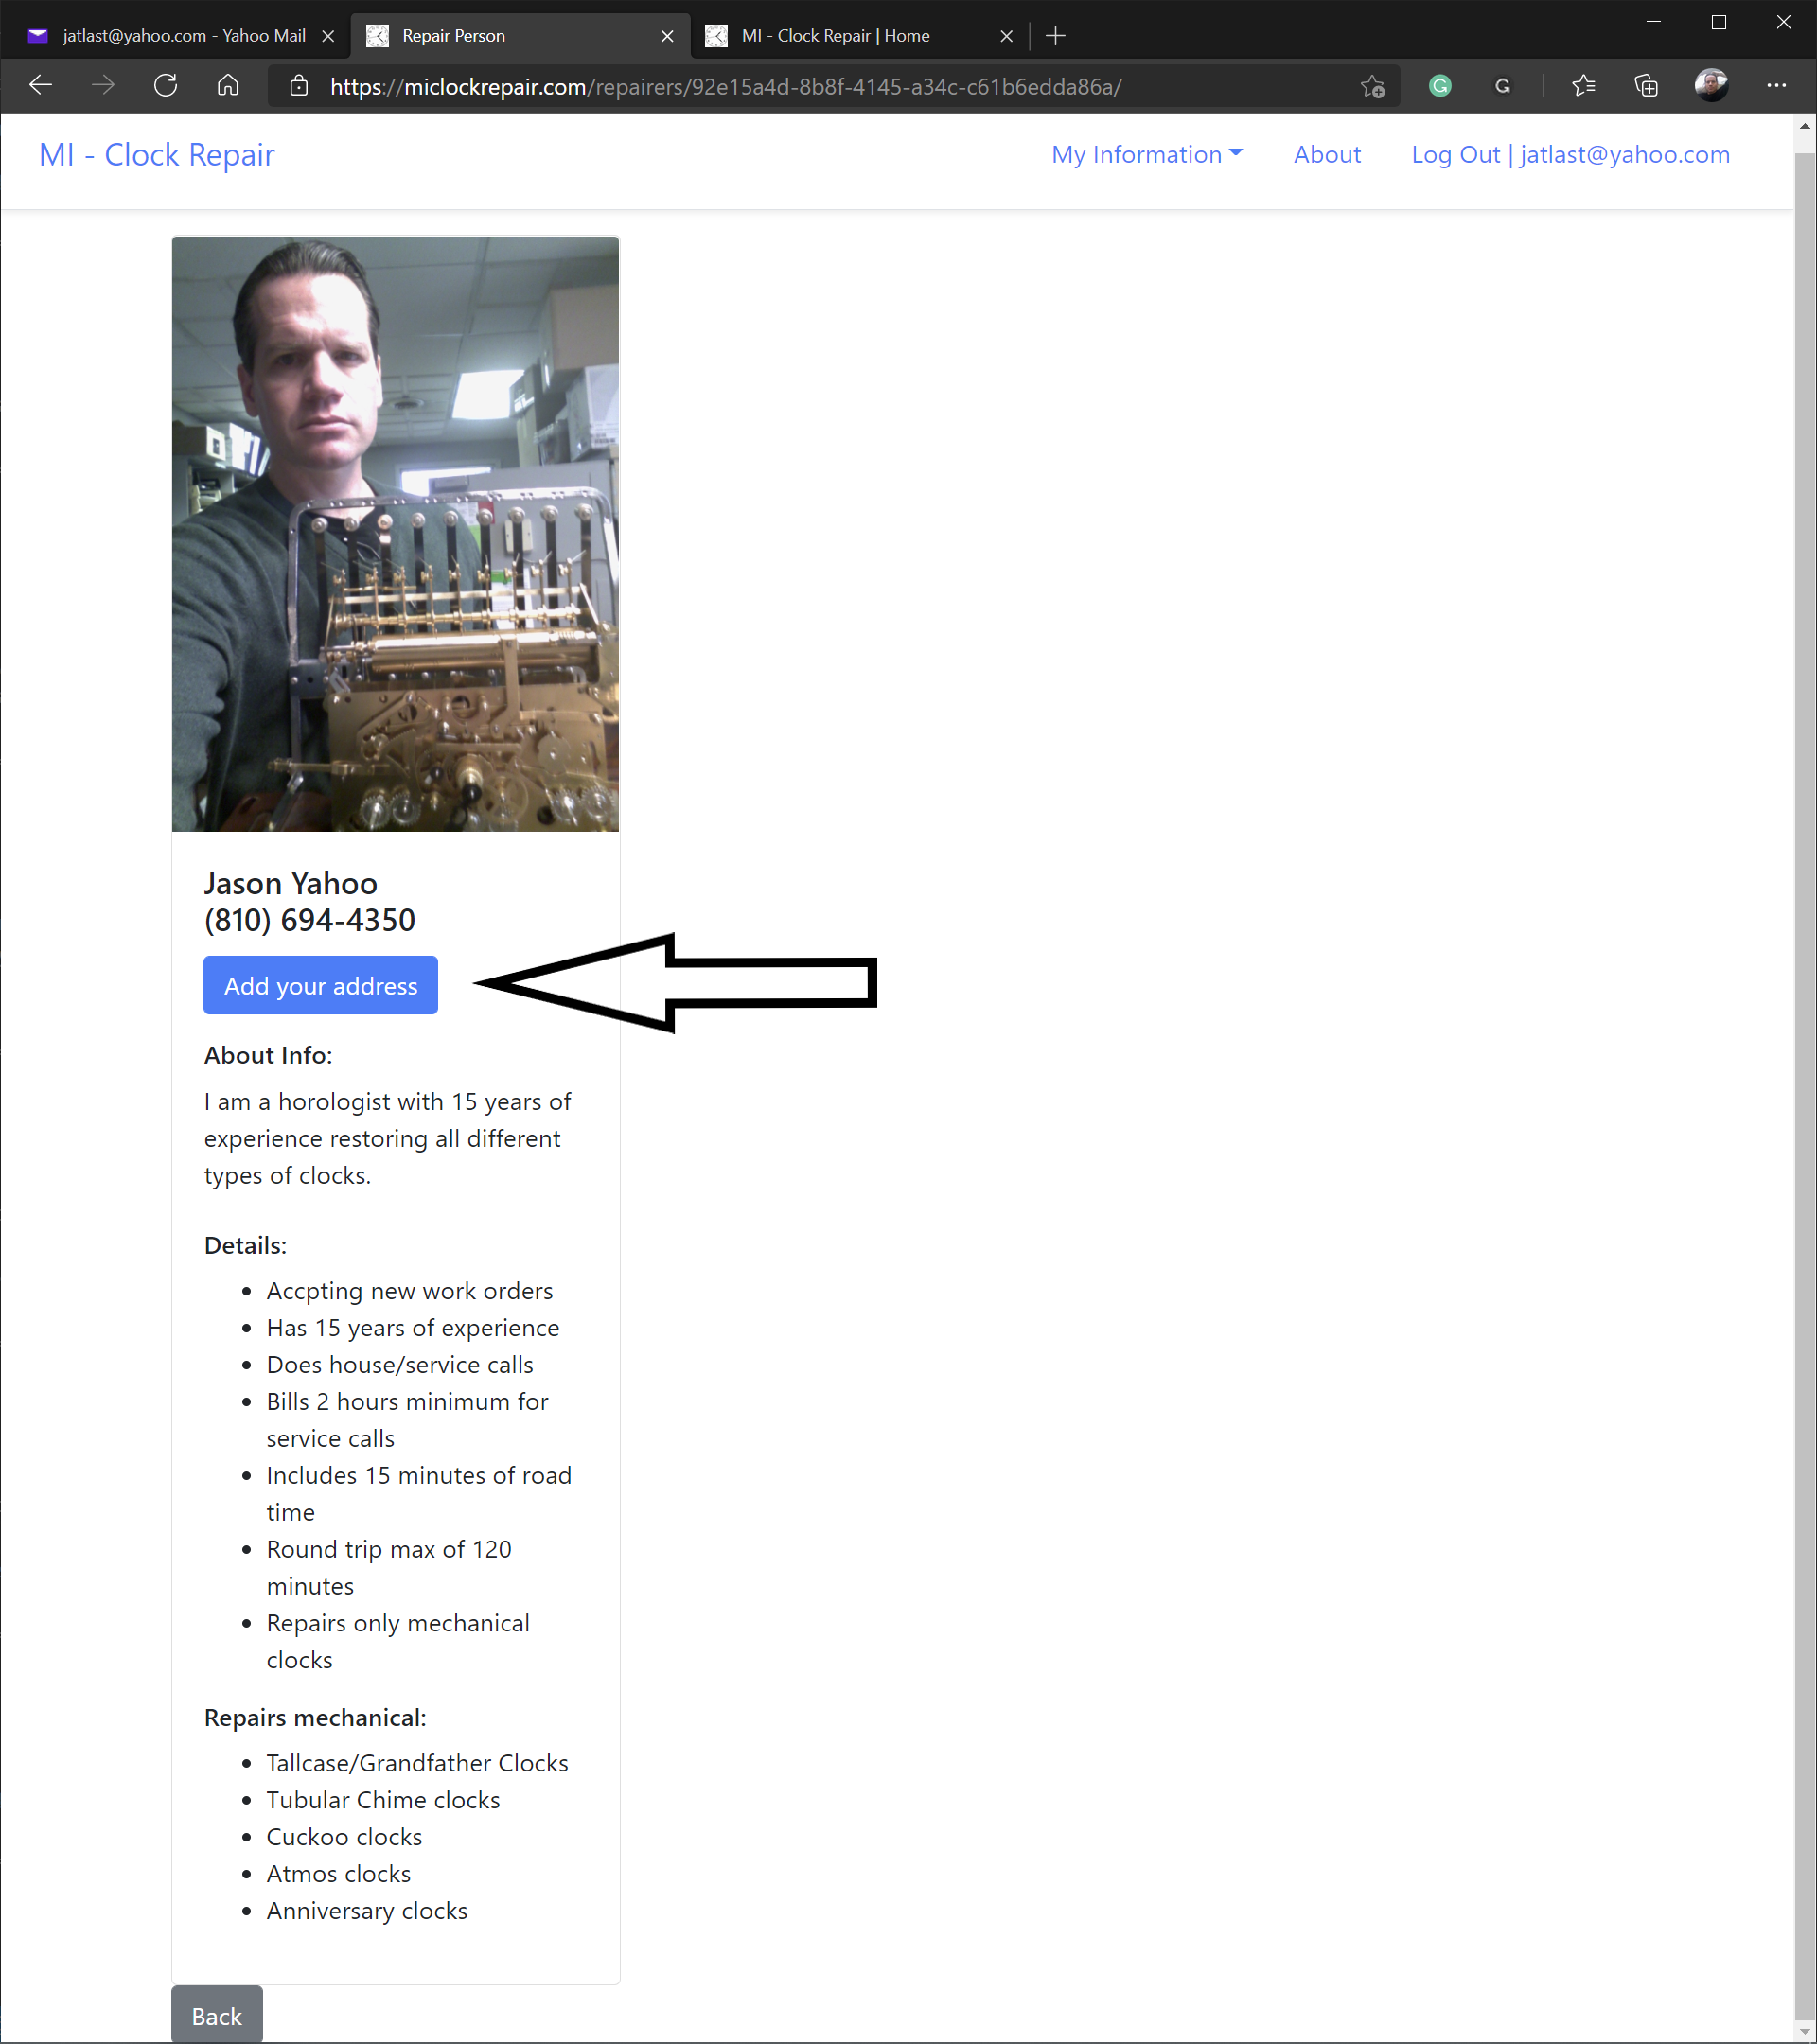 jatlast@yahoo.com - Yahoo Mail
Repair Person
MI - Clock Repair | Home
https://miclockrepair.com/repairers/92e15a4d-8b8f-4145-a34c-c61b6edda86a/
MI - Clock Repair
My Information
About
Log Out | jatlast@yahoo.com
Jason Yahoo
(810) 694-4350
Add your address
About Info:
I am a horologist with 15 years of
experience restoring all different
types of clocks.
Details:
Accpting new work orders
Has 15 years of experience
Does house/service calls
Bills 2 hours minimum for
service calls
Includes 15 minutes of road
time
Round trip max of 120
minutes
Repairs only mechanical
clocks
Repairs mechanical:
Tallcase/Grandfather Clocks
Tubular Chime clocks
Cuckoo clocks
Atmos clocks
Anniversary clocks
Back